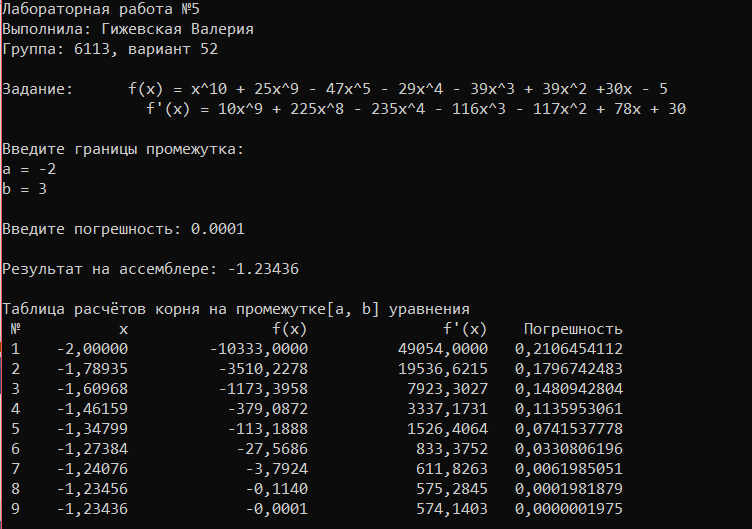 Лабораторная работа №5
Выполнила: Гижевская Валерия
Группа: 6113, вариант 52
Задание: f(x) = x^10 + 25x^9 - 47x^5 - 29x^4 - 39x^3 + 39x^2 +30x - 5
f'(x) = 10x^9 + 225x^8 - 235x^4 - 116x^3 - 117x^2 + 78x + 30
Введите границы промежутка:
a = -2
b = 3
Введите погрешность: 0.0001
Результат на ассемблере: -1.23436
Таблица расчётов корня на промежутке[a, b] уравнения
№ x f(x) f'(x) Погрешность
1 -2,00000 -10333,0000 49054,0000 0,2106454112
2 -1,78935 -3510,2278 19536,6215 0,1796742483
3 -1,60968 -1173,3958 7923,3027 0,1480942804
4 -1,46159 -379,0872 3337,1731 0,1135953061
5 -1,34799 -113,1888 1526,4064 0,0741537778
6 -1,27384 -27,5686 833,3752 0,0330806196
7 -1,24076 -3,7924 611,8263 0,0061985051
8 -1,23456 -0,1140 575,2845 0,0001981879
9 -1,23436 -0,0001 574,1403 0,0000001975